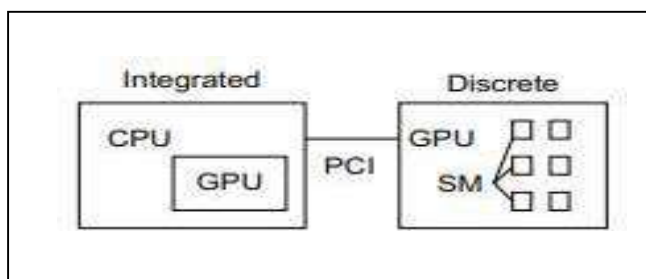 Integrated
Discrete
CPU
GPU
PCI
GPU
SM